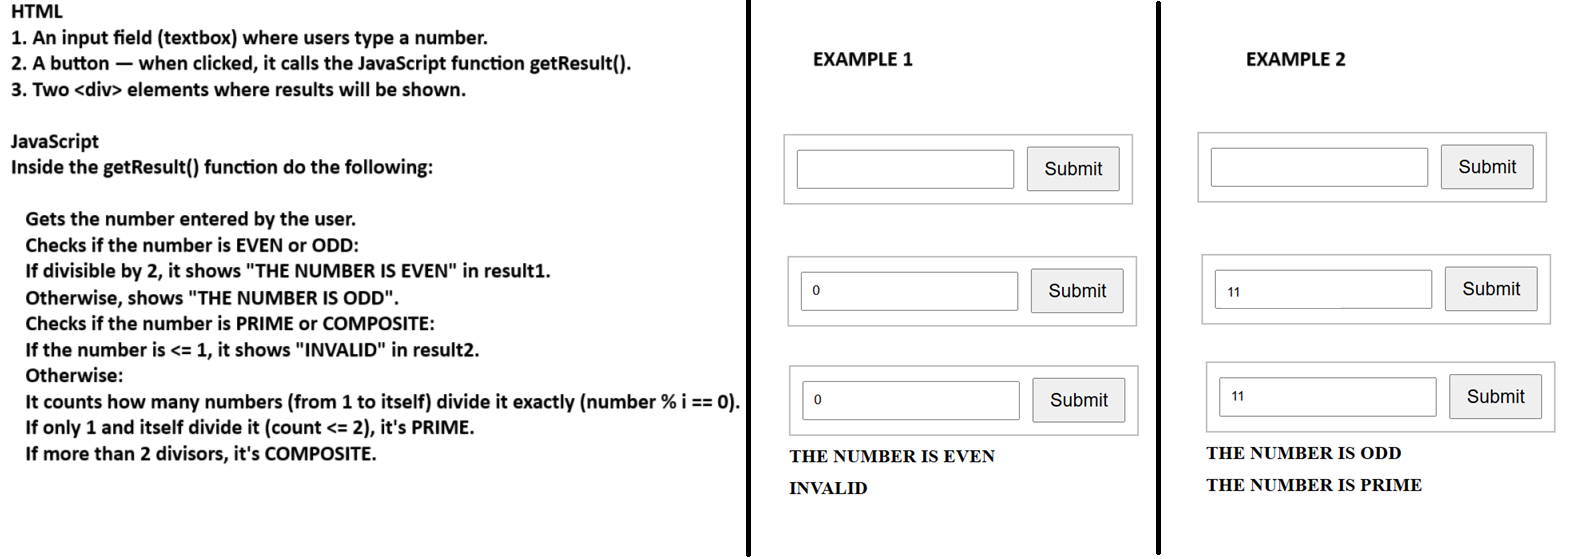 HTML
1. An input field (textbox) where users type a number.
2. A button — when clicked, it calls the JavaScript function getResult().
3. Two <div> elements where results will be shown.
JavaScript
Inside the getResult() function do the following:
Gets the number entered by the user.
Checks if the number is EVEN or ODD:
If divisible by 2, it shows "THE NUMBER IS EVEN" in result1.
Otherwise, shows "THE NUMBER IS ODD".
Checks if the number is PRIME or COMPOSITE:
If the number is <= 1, it shows "INVALID" in result2.
Otherwise:
It counts how many numbers (from 1 to itself) divide it exactly (number % i == 0).
If only 1 and itself divide it (count <= 2), it's PRIME.
If more than 2 divisors, it's COMPOSITE.
EXAMPLE 1
Submit
0 Submit
0 Submit
THE NUMBER IS EVEN
INVALID
EXAMPLE 2
Submit
11 Submit
11 Submit
THE NUMBER IS ODD
THE NUMBER IS PRIME